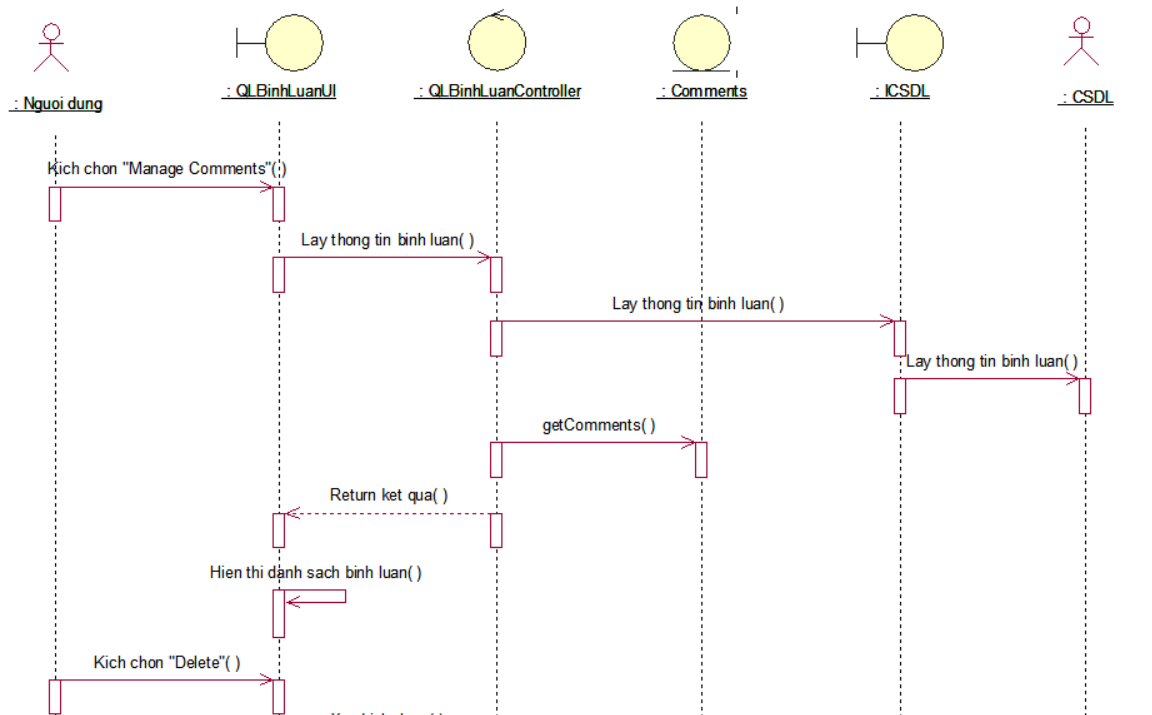 : Nguoi dung
: QLBinhLuanUI
: QLBinhLuanController
: Comments
: ICSDL
: CSDL
Kich chon "Manage Comments"( )
Lay thong tin binh luan( )
Lay thong tin binh luan( )
Lay thong tin binh luan( )
getComments( )
Return ket qua( )
Hien thi danh sach binh luan( )
Kich chon "Delete"( )